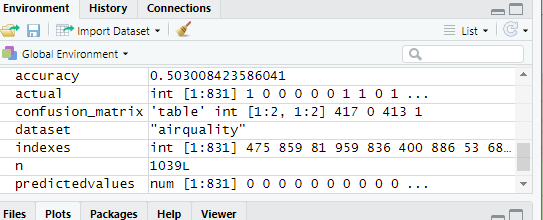 Environment History Connections
Import Dataset List
Global Environment
accuracy 0.503008423586041
actual int [1:831] 1 0 0 0 0 0 1 1 0 1 ...
confusion_matrix 'table' int [1:2, 1:2] 417 0 413 1
dataset "airquality"
indexes int [1:831] 475 859 81 959 836 400 886 53 68...
n 1039L
predictedvalues num [1:831] 0 0 0 0 0 0 0 0 0 0 ...
Files Plots Packages Help Viewer